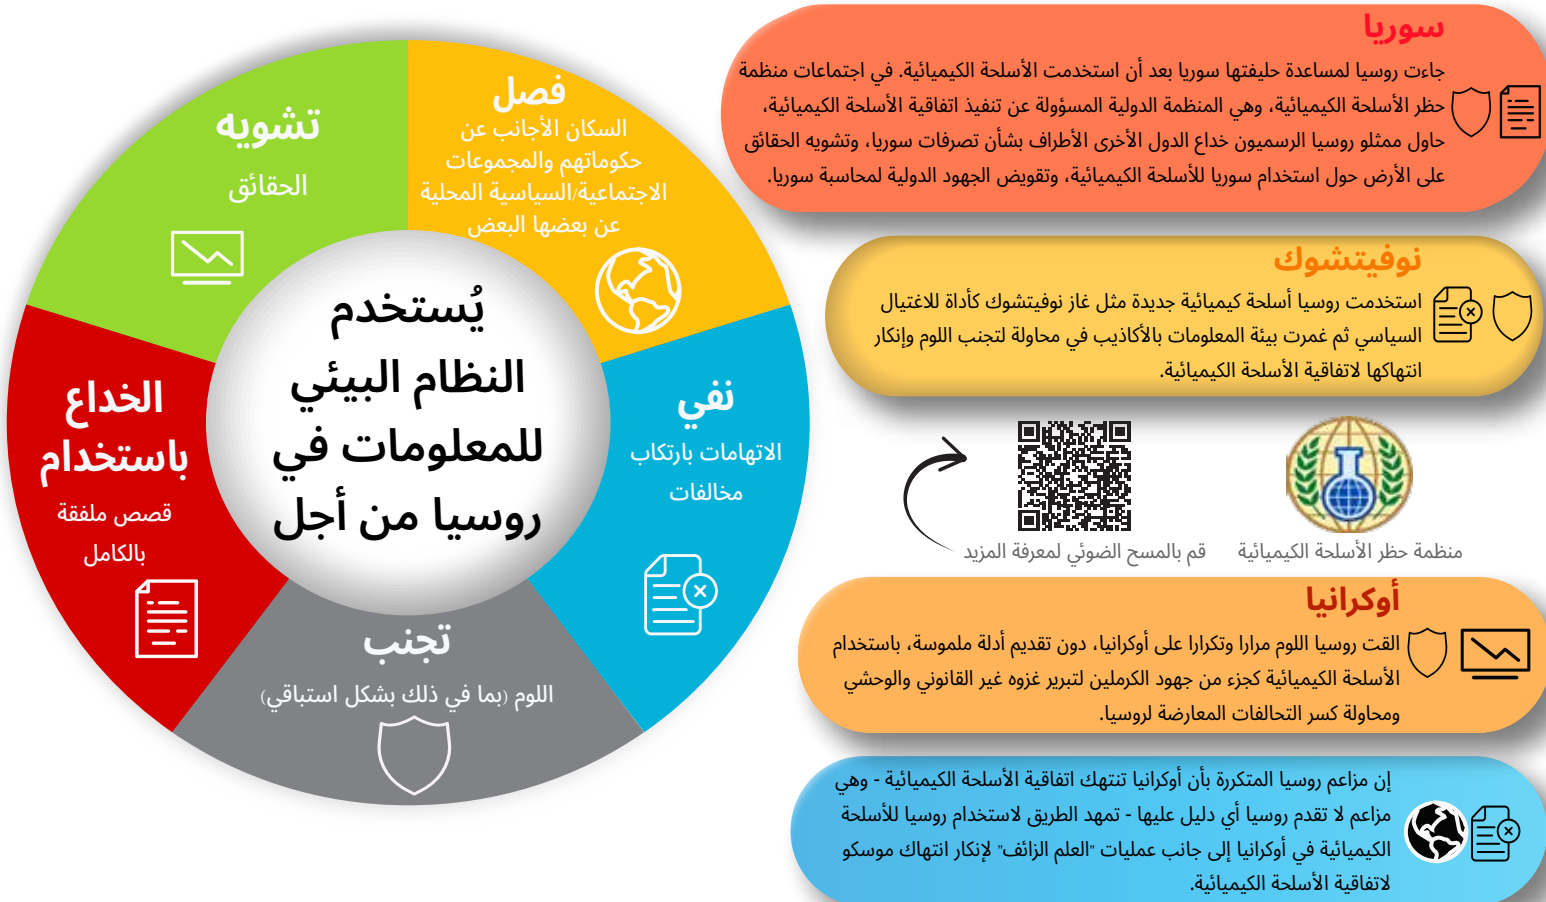 سوريا
جاءت روسيا لمساعدة حليفتها سوريا بعد أن استخدمت الأسلحة الكيميائية. في اجتماعات منظمة
حظر الأسلحة الكيميائية، وهي المنظمة الدولية المسؤولة عن تنفيذ اتفاقية الأسلحة الكيميائية،
حاول ممثلو روسيا الرسميون خداع الدول الأخرى الأطراف بشأن تصرفات سوريا، وتشويه الحقائق
على الأرض حول استخدام سوريا للأسلحة الكيميائية، وتقويض الجهود الدولية لمحاسبة سوريا.
نوفيتشوك
استخدمت روسيا أسلحة كيميائية جديدة مثل غاز نوفيتشوك كأداة للاغتيال
السياسي ثم غمرت بيئة المعلومات بالأكاذيب في محاولة لتجنب اللوم وإنكار
انتهاكها لاتفاقية الأسلحة الكيميائية.
منظمة حظر الأسلحة الكيميائية
قم بالمسح الضوئي لمعرفة المزيد
أوكرانيا
القت روسيا اللوم مرارا وتكرارا على أوكرانيا، دون تقديم أدلة ملموسة، باستخدام
الأسلحة الكيميائية كجزء من جهود الكرملين لتبرير غزوه غير القانوني والوحشي
ومحاولة كسر التحالفات المعارضة لروسيا.
إن مزاعم روسيا المتكررة بأن أوكرانيا تنتهك اتفاقية الأسلحة الكيميائية - وهي
مزاعم لا تقدم روسيا أي دليل عليها - تمهد الطريق لاستخدام روسيا للأسلحة
الكيميائية في أوكرانيا إلى جانب عمليات "العلم الزائف" لإنكار انتهاك موسكو
لاتفاقية الأسلحة الكيميائية.
يُستخدم
النظام البيئي
للمعلومات في
روسيا من أجل
فصل
السكان الأجانب عن
حكوماتهم والمجموعات
الاجتماعية/السياسية المحلية
عن بعضها البعض
نفي
الاتهامات بارتكاب
مخالفات
تجنب
اللوم (بما في ذلك بشكل استباقي)
الخداع
باستخدام
قصص ملفقة
بالكامل
تشويه
الحقائق